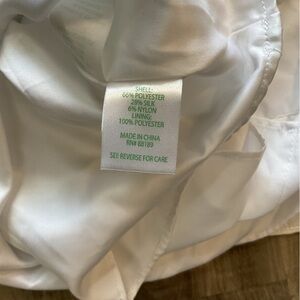 SHELL:
66% POLYESTER
28% SILK
6% NYLON
LINING:
100% POLYESTER
MADE IN CHINA
RN# 88189
SEE REVERSE FOR CARE